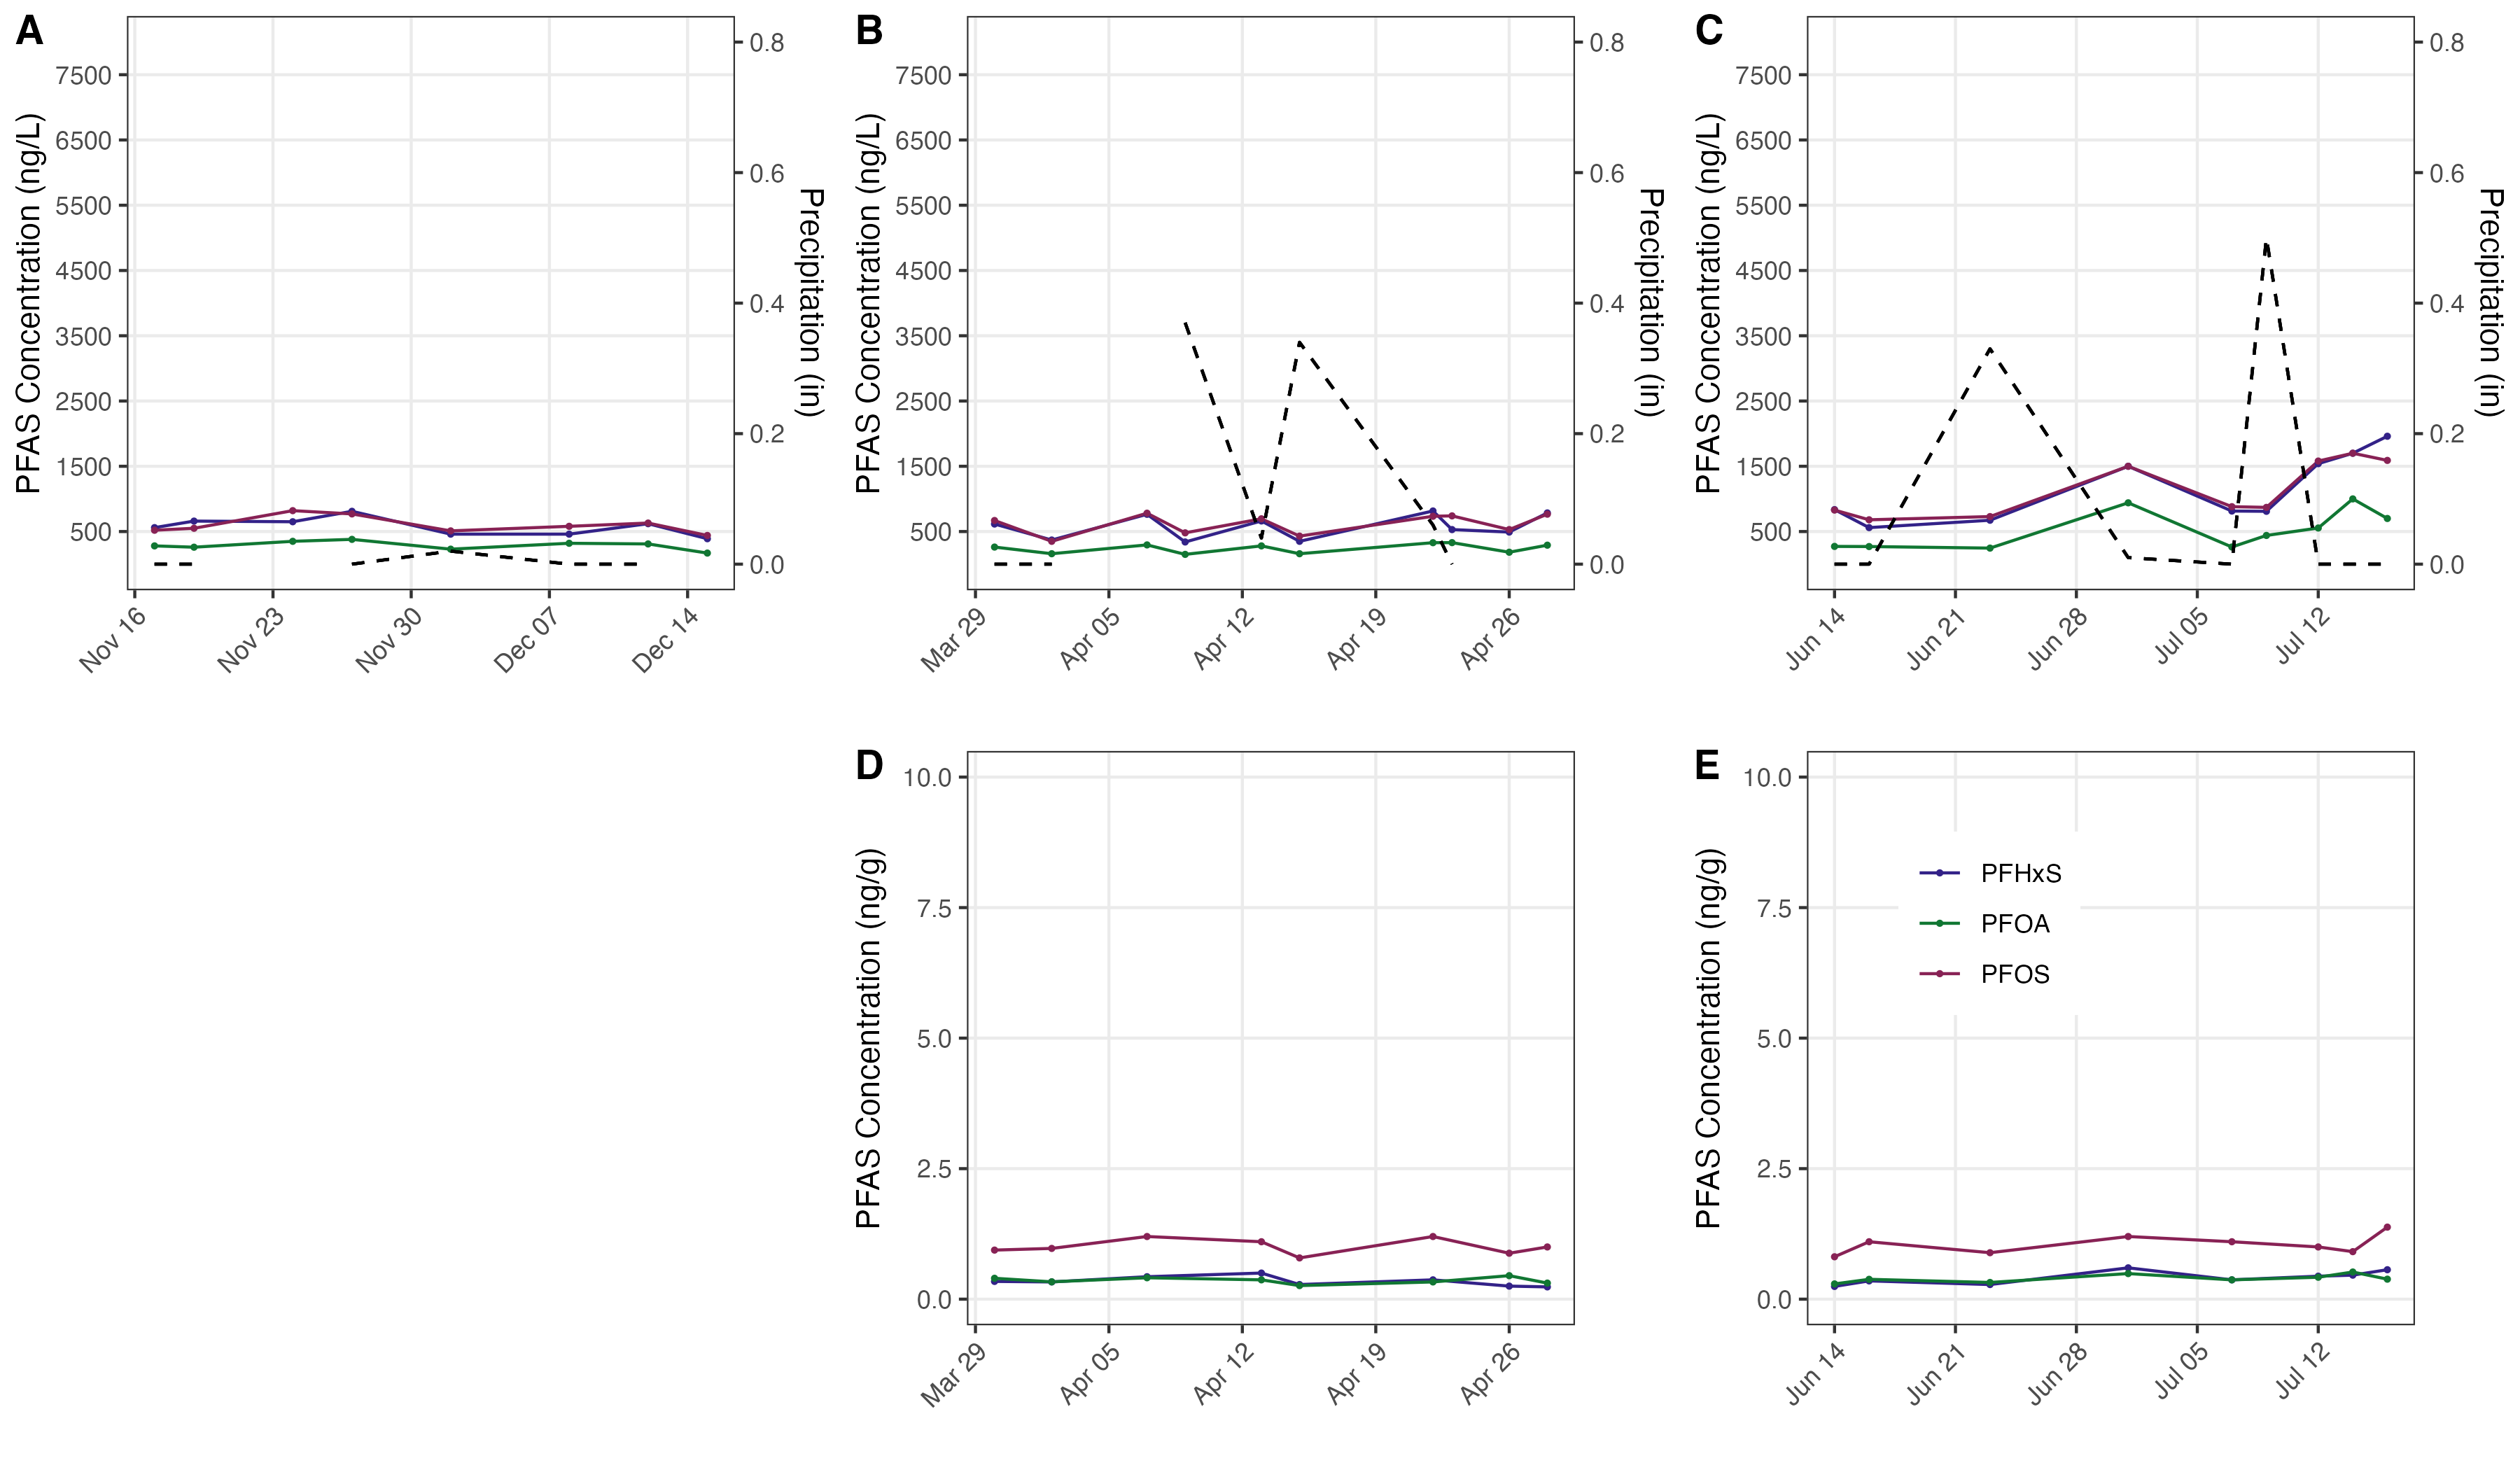 A
PFAS Concentration (ng/L)
7500
6500
5500
4500
3500
2500
1500
500
0.8
0.6
0.4
0.2
0.0
Precipitation (in)
Nov 16
Nov 23
Nov 30
Dec 07
Dec 14
B
PFAS Concentration (ng/L)
7500
6500
5500
4500
3500
2500
1500
500
0.8
0.6
0.4
0.2
0.0
Precipitation (in)
Mar 29
Apr 05
Apr 12
Apr 19
Apr 26
C
PFAS Concentration (ng/L)
7500
6500
5500
4500
3500
2500
1500
500
0.8
0.6
0.4
0.2
0.0
Precipitation (in)
Jun 14
Jun 21
Jun 28
Jul 05
Jul 12
D
PFAS Concentration (ng/g)
10.0
7.5
5.0
2.5
0.0
Mar 29
Apr 05
Apr 12
Apr 19
Apr 26
E
PFAS Concentration (ng/g)
10.0
7.5
5.0
2.5
0.0
PFHxS
PFOA
PFOS
Jun 14
Jun 21
Jun 28
Jul 05
Jul 12